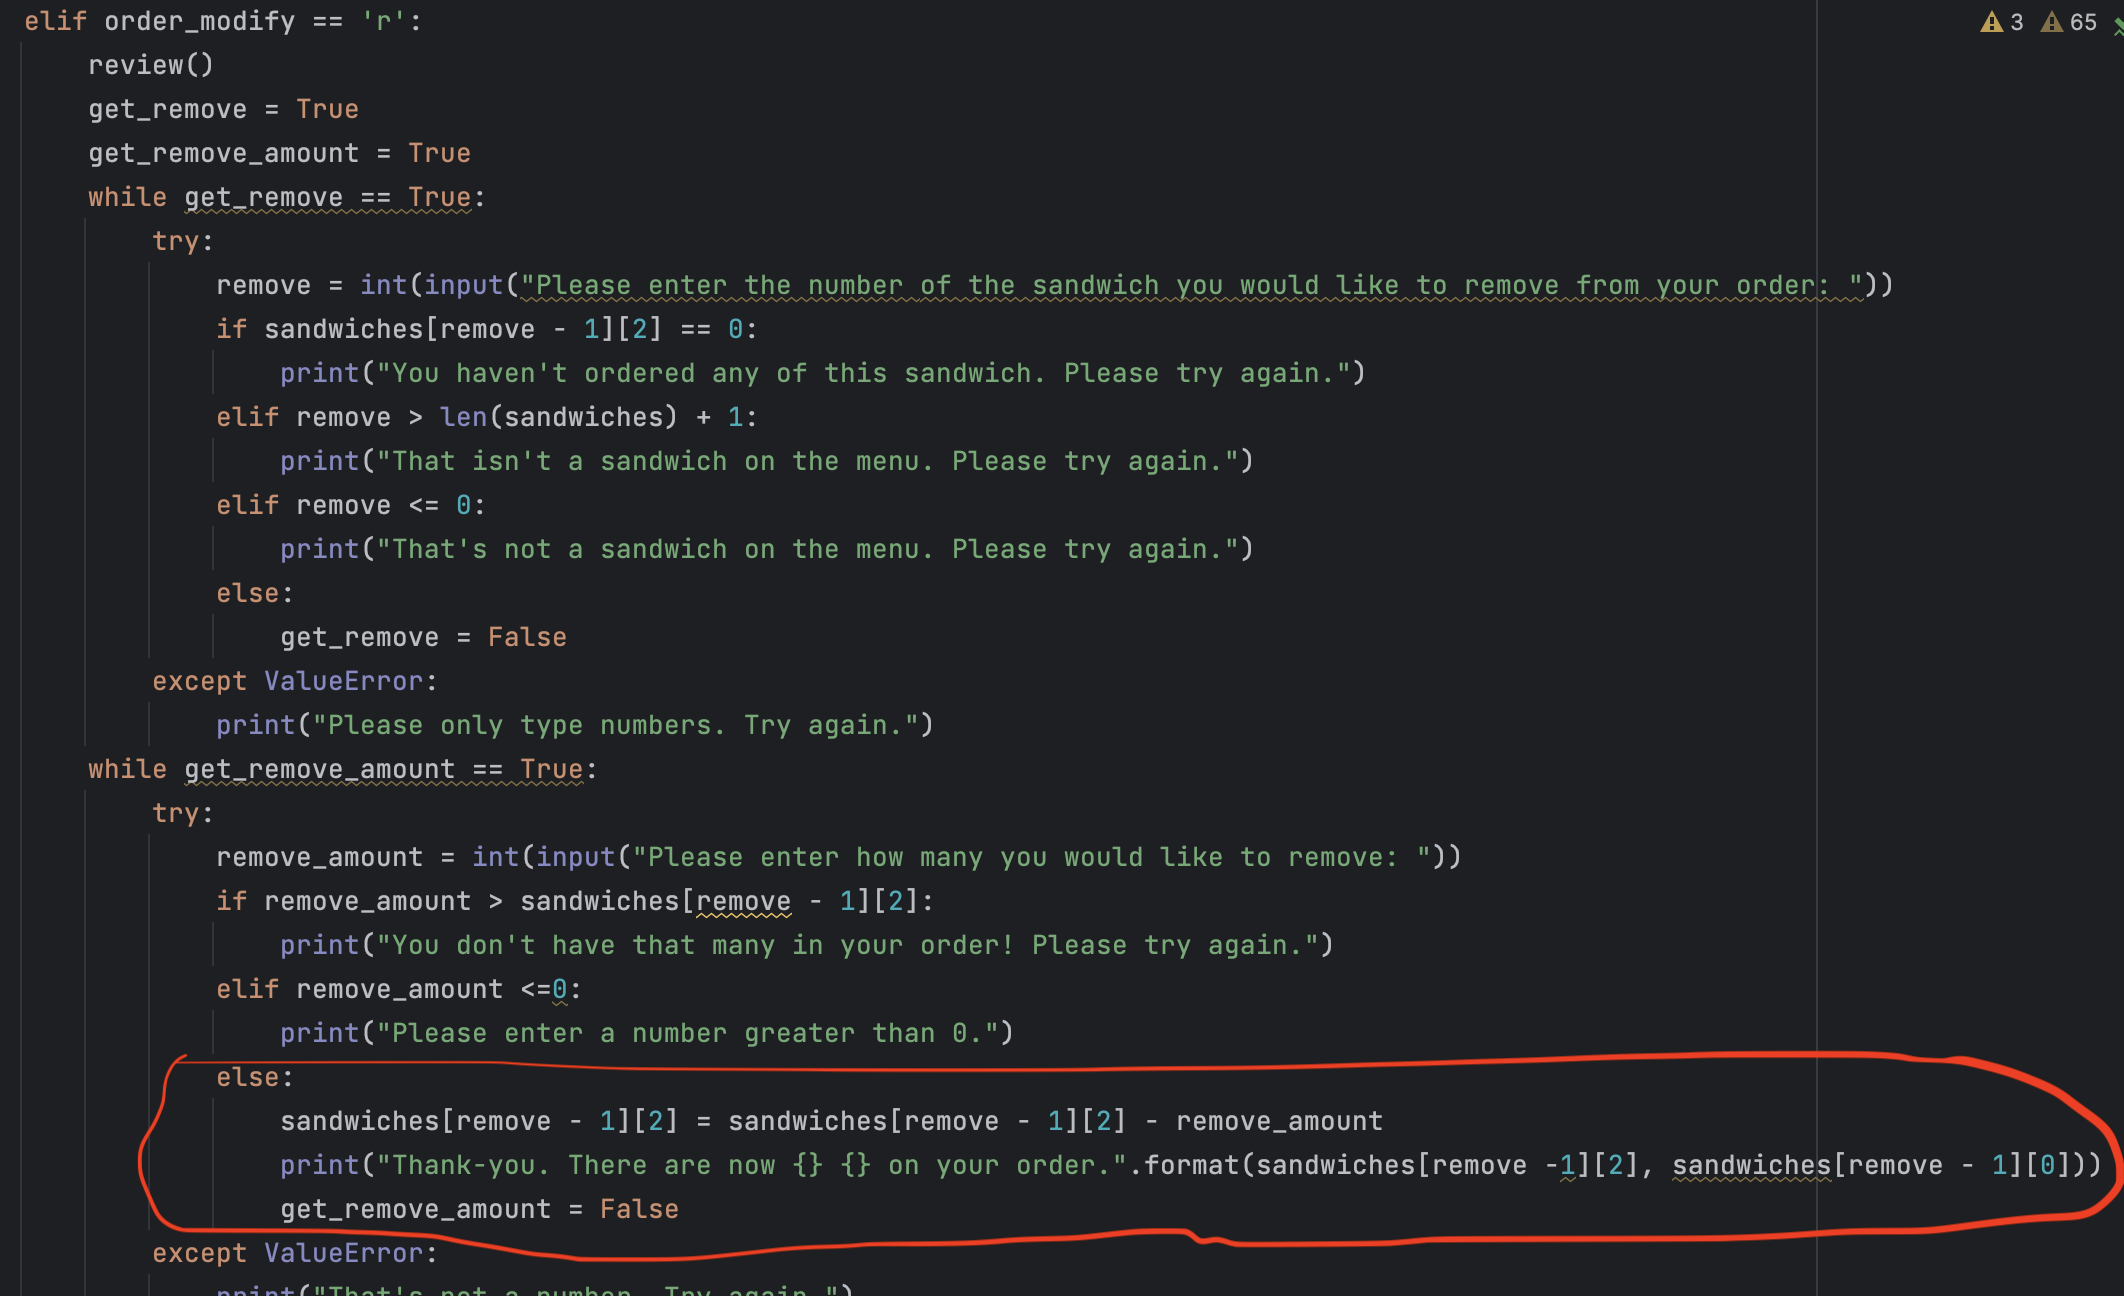 elif order_modify == 'r': 3 65
    review()
    get_remove = True
    get_remove_amount = True
    while get_remove == True:
        try:
            remove = int(input("Please enter the number of the sandwich you would like to remove from your order: "))
            if sandwiches[remove - 1][2] == 0:
                print("You haven't ordered any of this sandwich. Please try again.")
            elif remove > len(sandwiches) + 1:
                print("That isn't a sandwich on the menu. Please try again.")
            elif remove <= 0:
                print("That's not a sandwich on the menu. Please try again.")
            else:
                get_remove = False
        except ValueError:
            print("Please only type numbers. Try again.")
    while get_remove_amount == True:
        try:
            remove_amount = int(input("Please enter how many you would like to remove: "))
            if remove_amount > sandwiches[remove - 1][2]:
                print("You don't have that many in your order! Please try again.")
            elif remove_amount <=0:
                print("Please enter a number greater than 0.")
            else:
                sandwiches[remove - 1][2] = sandwiches[remove - 1][2] - remove_amount
                print("Thank-you. There are now {} {} on your order.".format(sandwiches[remove -1][2], sandwiches[remove - 1][0]))
                get_remove_amount = False
        except ValueError:
            print("That's not a number. Try again.")